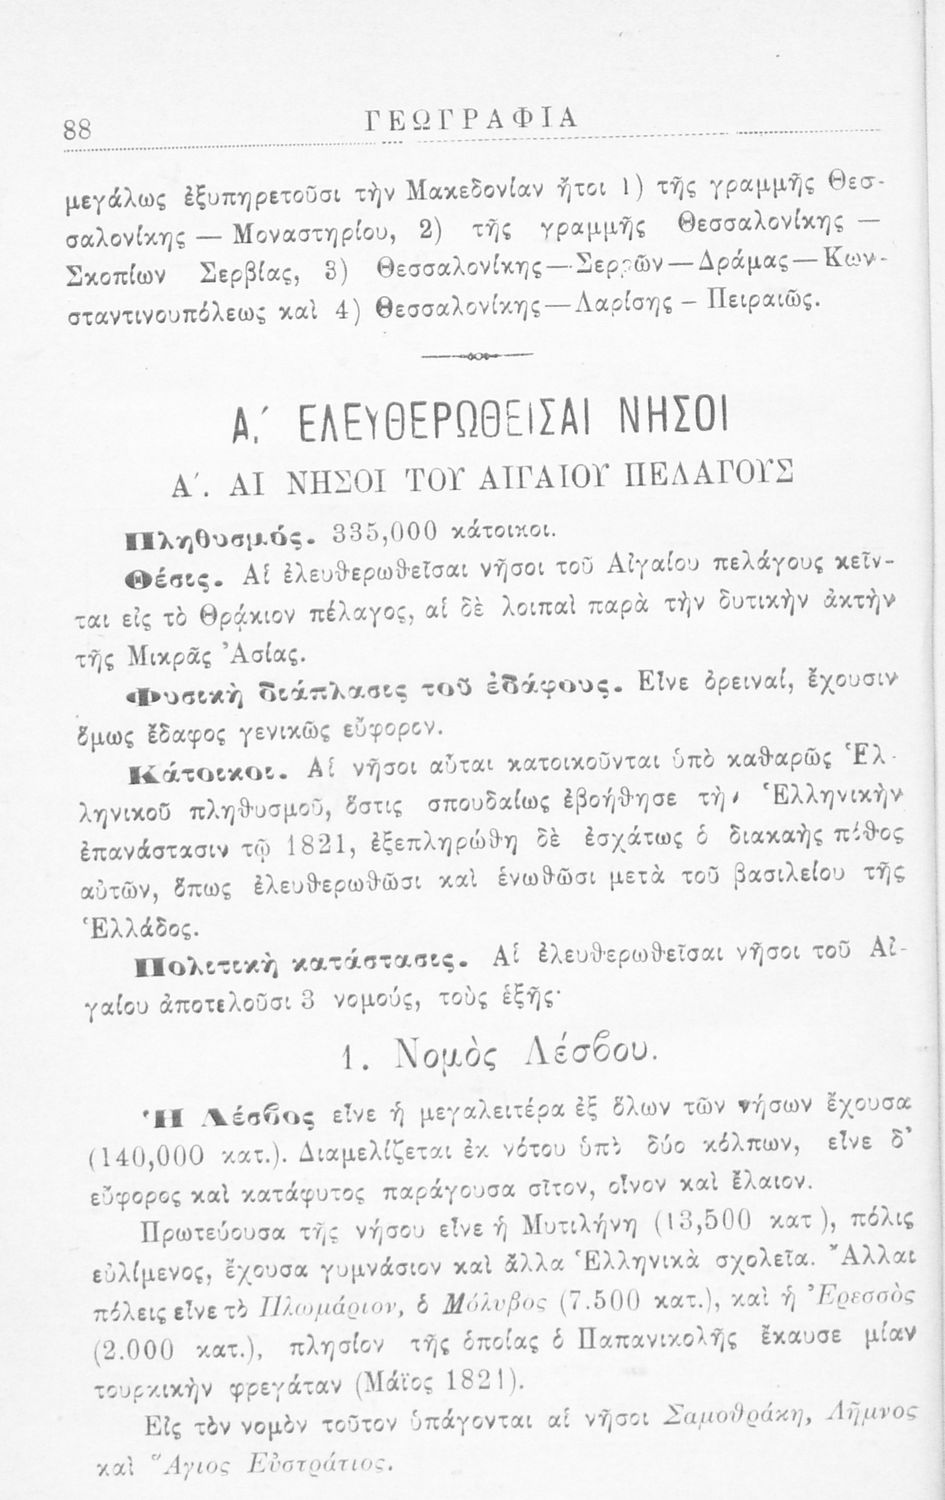 88 ΓΕΩΓΡΑΦΙΑ
μεγάλως ἐξυπηρετοῦσι τὴν Μακεδονίαν ἤτοι 1) τῆς γραμμῆς Θεσ-
σαλονίκης — Μοναστηρίου, 2) τῆς γραμμῆς Θεσσαλονίκης —
Σκοπίων Σερβίας, 3) Θεσσαλονίκης—Σερρῶν—Δράμας—Κων-
σταντινουπόλεως καὶ 4) Θεσσαλονίκης—Λαρίσης – Πειραιῶς.
Α.΄ ΕΛΕΥΘΕΡΩΘΕΙΣΑΙ ΝΗΣΟΙ
Α΄. ΑΙ ΝΗΣΟΙ ΤΟΥ ΑΙΓΑΙΟΥ ΠΕΛΑΓΟΥΣ
Πληθυσμός. 335,000 κάτοικοι.
Θέσις. Αἱ ἐλευθερωθεῖσαι νῆσοι τοῦ Αἰγαίου πελάγους κεῖν-
ται εἰς τὸ Θράκιον πέλαγος, αἱ δὲ λοιπαὶ παρὰ τὴν δυτικὴν ἀκτὴν
τῆς Μικρᾶς Ἀσίας.
Φυσικὴ διάπλασις τοῦ ἐδάφους. Εἶνε ὀρειναί, ἔχουσιν
ὅμως ἔδαφος γενικῶς εὔφορον.
Κάτοικοι. Αἱ νῆσοι αὗται κατοικοῦνται ὑπὸ καθαρῶς Ἑλ-
ληνικοῦ πληθυσμοῦ, ὅστις σπουδαίως ἐβοήθησε τὴν Ἑλληνικὴν
ἐπανάστασιν τῷ 1821, ἐξεπληρώθη δὲ ἐσχάτως ὁ διακαὴς πόθος
αὐτῶν, ὅπως ἐλευθερωθῶσι καὶ ἑνωθῶσι μετὰ τοῦ βασιλείου τῆς
Ἑλλάδος.
Πολιτικὴ κατάστασις. Αἱ ἐλευθερωθεῖσαι νῆσοι τοῦ Αἰ-
γαίου ἀποτελοῦσι 3 νομούς, τοὺς ἑξῆς·
1. Νομὸς Λέσβου.
Ἡ Λέσβος εἶνε ἡ μεγαλειτέρα ἐξ ὅλων τῶν νήσων ἔχουσα
(140,000 κατ.). Διαμελίζεται ἐκ νότου ὑπὸ δύο κόλπων, εἶνε δ᾽
εὔφορος καὶ κατάφυτος παράγουσα σῖτον, οἶνον καὶ ἔλαιον.
Πρωτεύουσα τῆς νήσου εἶνε ἡ Μυτιλήνη (13,500 κατ), πόλις
εὐλίμενος, ἔχουσα γυμνάσιον καὶ ἄλλα Ἑλληνικὰ σχολεῖα. Ἄλλαι
πόλεις εἶνε τὸ Πλωμάριον, ὁ Μόλυβος (7.500 κατ.), καὶ ἡ Ἐρεσσὸς
(2.000 κατ.), πλησίον τῆς ὁποίας ὁ Παπανικολῆς ἔκαυσε μίαν
τουρκικὴν φρεγάταν (Μάϊος 1821).
Εἰς τὸν νομὸν τοῦτον ὑπάγονται αἱ νῆσοι Σαμοθράκη, Λῆμνος
καὶ Ἅγιος Εὐστράτιος.